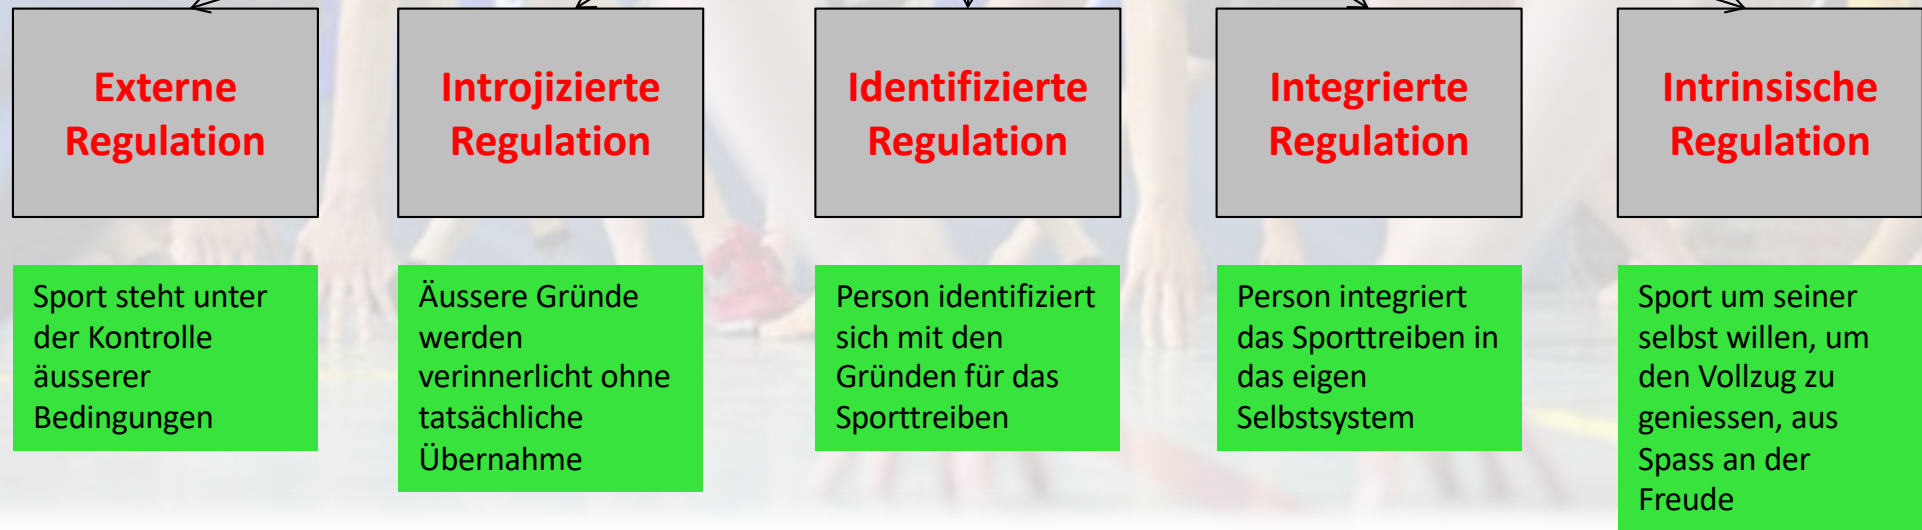 Externe
Regulation
Introjizierte
Regulation
Identifizierte
Regulation
Integrierte
Regulation
Intrinsische
Regulation
Sport steht unter
der Kontrolle
äusserer
Bedingungen
Äussere Gründe
werden
verinnerlicht ohne
tatsächliche
Übernahme
Person identifiziert
sich mit den
Gründen für das
Sporttreiben
Person integriert
das Sporttreiben in
das eigen
Selbstsystem
Sport um seiner
selbst willen, um
den Vollzug zu
geniessen, aus
Spass an der
Freude